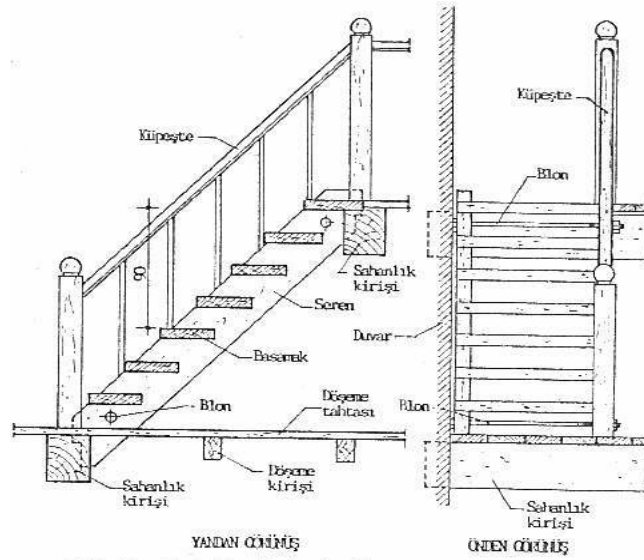 Küpeşte
90
Sahanlık
kirişi
Seren
Basamak
Blon
Döşeme
tahtası
Döşeme
kirişi
Sahanlık
kirişi
YANDAN GÖRÜNÜŞ
Küpeşte
Blon
Duvar
Blon
Sahanlık
kirişi
ÖNDEN GÖRÜNÜŞ